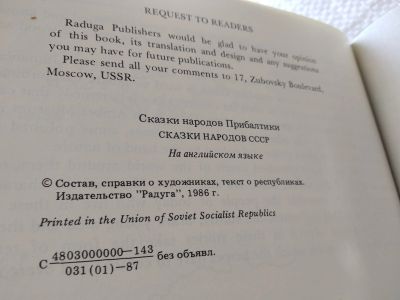 REQUEST TO READERS
Raduga Publishers would be glad to have your opinion
of this book, its translation and design and any suggestions
you may have for future publications.
Please send all your comments to 17, Zubovsky Boulevard,
Moscow, USSR.
Сказки народов Прибалтики
СКАЗКИ НАРОДОВ СССР
На английском языке
© Состав, справки о художниках, текст о республиках.
Издательство "Радуга", 1986 г.
Printed in the Union of Soviet Socialist Republics
С 4803000000—143
031 (01)—87 без объявл.